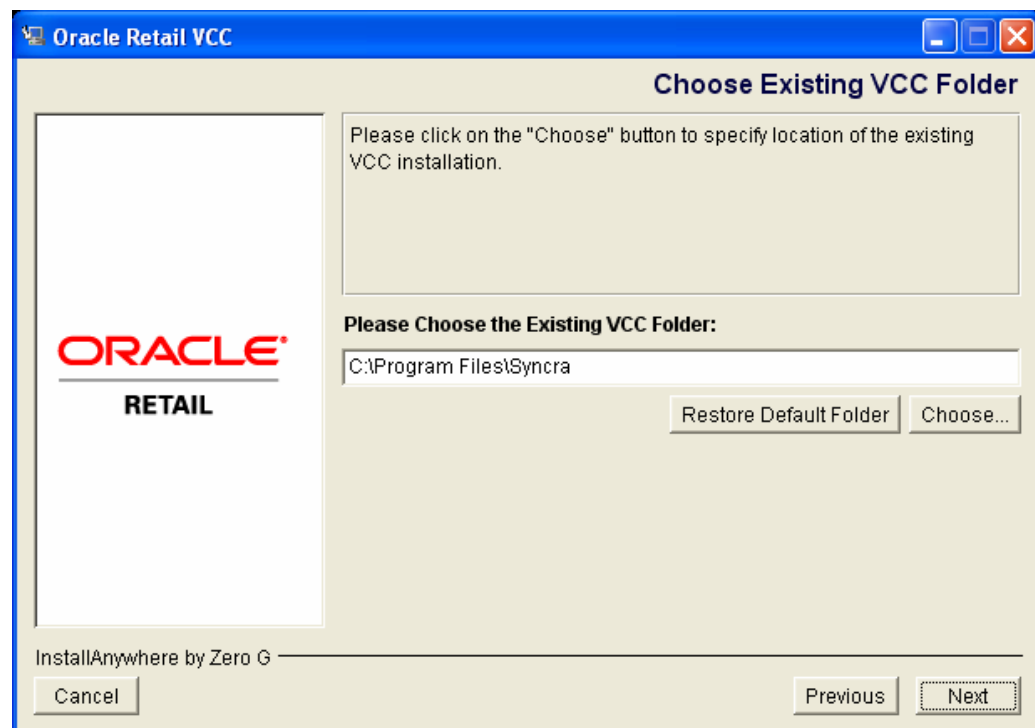 Oracle Retail VCC
Choose Existing VCC Folder
Please click on the "Choose" button to specify location of the existing
VCC installation.
ORACLE®
RETAIL
Please Choose the Existing VCC Folder:
C:\Program Files\Syncra
Restore Default Folder
Choose...
InstallAnywhere by Zero G
Cancel
Previous
Next